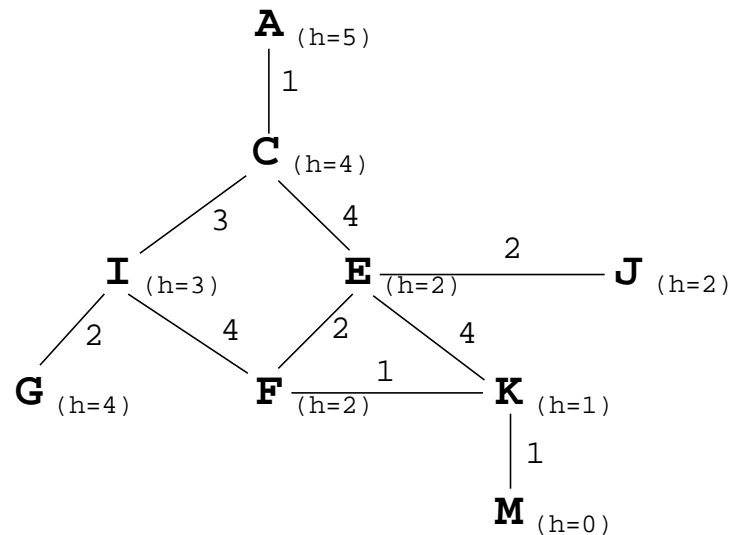 A (h=5)
1
C (h=4)
3 4
I (h=3) E (h=2) 2 J (h=2)
2 4 2 4
G (h=4) F (h=2) 1 K (h=1)
1
M (h=0)